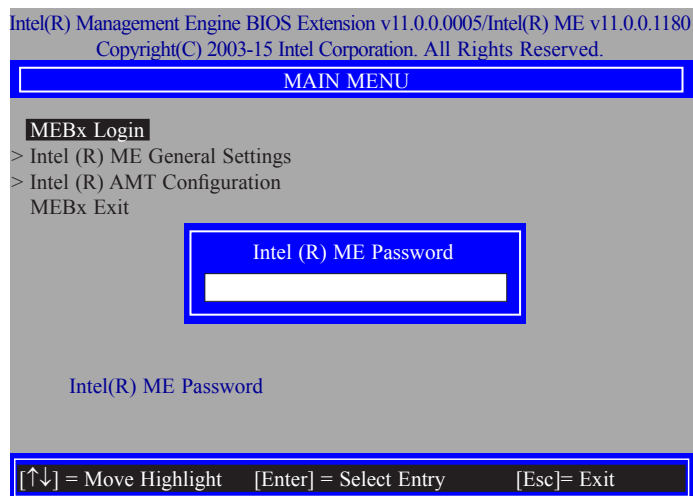 Intel(R) Management Engine BIOS Extension v11.0.0.0005/Intel(R) ME v11.0.0.1180
Copyright(C) 2003-15 Intel Corporation. All Rights Reserved.
MAIN MENU
MEBx Login
> Intel (R) ME General Settings
> Intel (R) AMT Configuration
MEBx Exit
Intel (R) ME Password
Intel(R) ME Password
[↑↓] = Move Highlight [Enter] = Select Entry [Esc]= Exit